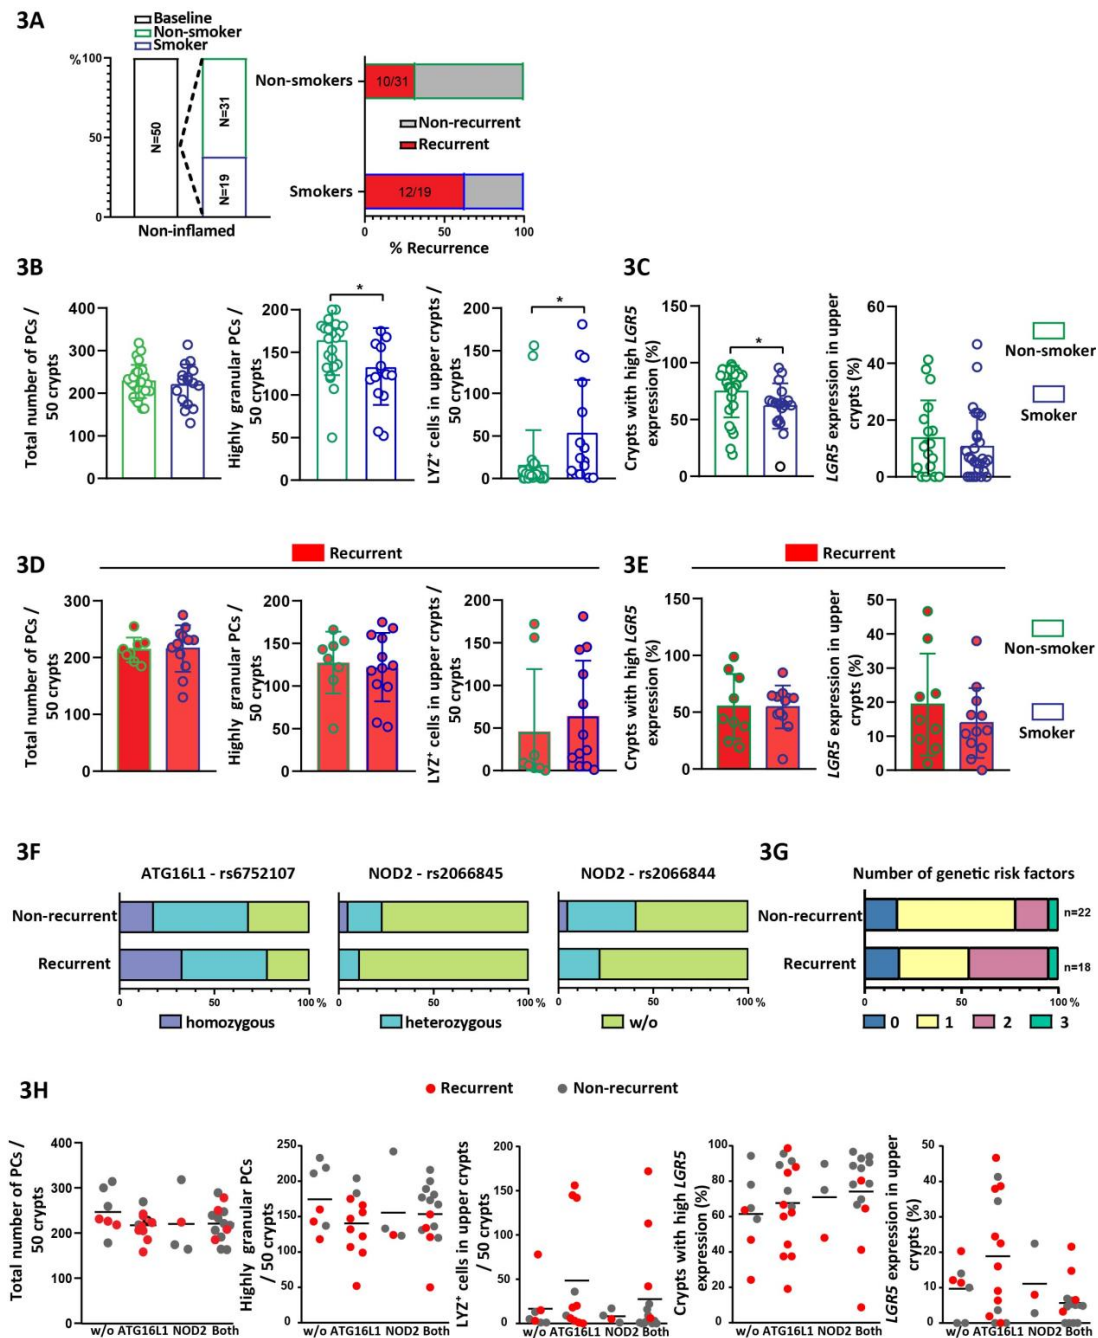 3A
Baseline
Non-smoker
Smoker
%100
50
0
N=50
N=31
N=19
Non-inflamed
Non-smokers
10/31
Non-recurrent
Recurrent
Smokers
12/19
0 50 100
% Recurrence
3B
Total number of PCs /
50 crypts
400
300
200
100
0
Highly granular PCs /
50 crypts
200
150
100
50
0
*
LYZ+ cells in upper crypts /
50 crypts
200
150
100
50
0
*
3C
Crypts with high LGR5
expression (%)
150
100
50
0
*
LGR5 expression in upper
crypts (%)
60
40
20
0
Non-smoker
Smoker
Recurrent
3D
Total number of PCs /
50 crypts
300
200
100
0
Highly granular PCs /
50 crypts
200
150
100
50
0
LYZ+ cells in upper crypts /
50 crypts
200
150
100
50
0
Recurrent
3E
Crypts with high LGR5
expression (%)
150
100
50
0
LGR5 expression in upper
crypts (%)
50
40
30
20
10
0
Non-smoker
Smoker
3F
ATG16L1 - rs6752107
NOD2 - rs2066845
NOD2 - rs2066844
Non-recurrent
Recurrent
0 50 100 %
0 50 100 %
0 50 100 %
homozygous
heterozygous
w/o
3G
Number of genetic risk factors
Non-recurrent
n=22
Recurrent
n=18
0 50 100 %
0 1 2 3
3H
Recurrent
Non-recurrent
Total number of PCs /
50 crypts
400
300
200
100
0
w/o ATG16L1 NOD2 Both
Highly granular PCs
/ 50 crypts
250
200
150
100
50
0
w/o ATG16L1 NOD2 Both
LYZ+ cells in upper crypts /
50 crypts
200
150
100
50
0
w/o ATG16L1 NOD2 Both
Crypts with high LGR5
expression (%)
100
80
60
40
20
0
w/o ATG16L1 NOD2 Both
LGR5 expression in upper
crypts (%)
50
40
30
20
10
0
w/o ATG16L1 NOD2 Both